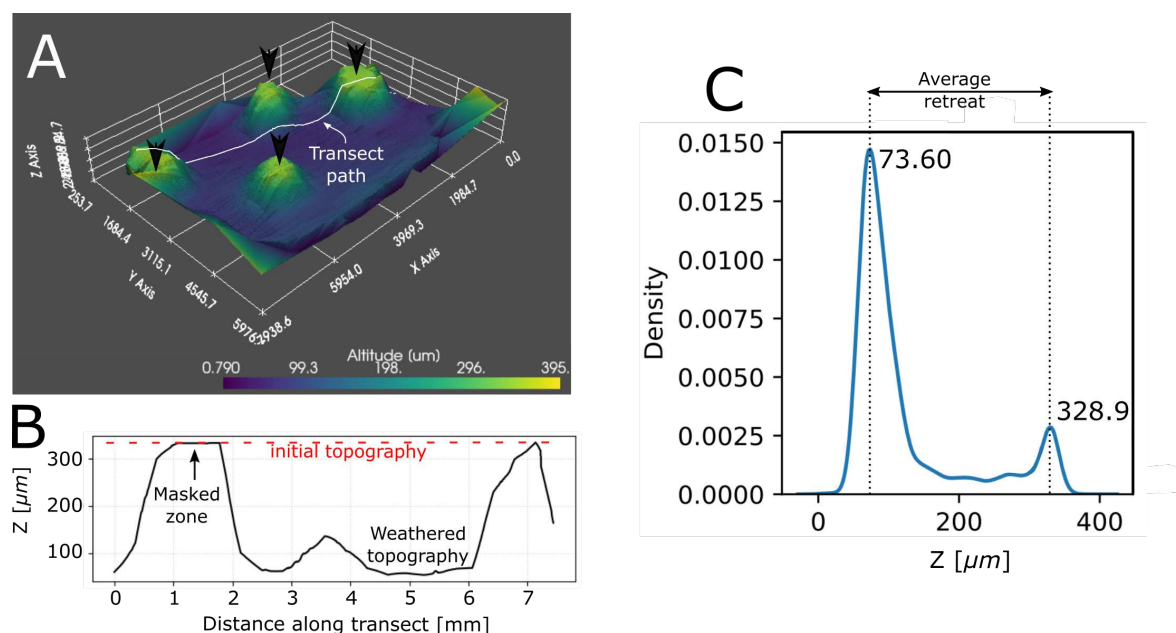 A
Transect
path
Z Axis
253.7
1684.4
3115.1
4545.7
Y Axis
5954.0
3969.3
1984.7
0.0
X Axis
Altitude (um)
0.790 99.3 198. 296. 395.
B
initial topography
Masked
zone
Weathered
topography
Z [µm]
300
200
100
0 1 2 3 4 5 6 7
Distance along transect [mm]
C
Average
retreat
73.60
328.9
Density
0.0150
0.0125
0.0100
0.0075
0.0050
0.0025
0.0000
0 200 400
Z [µm]